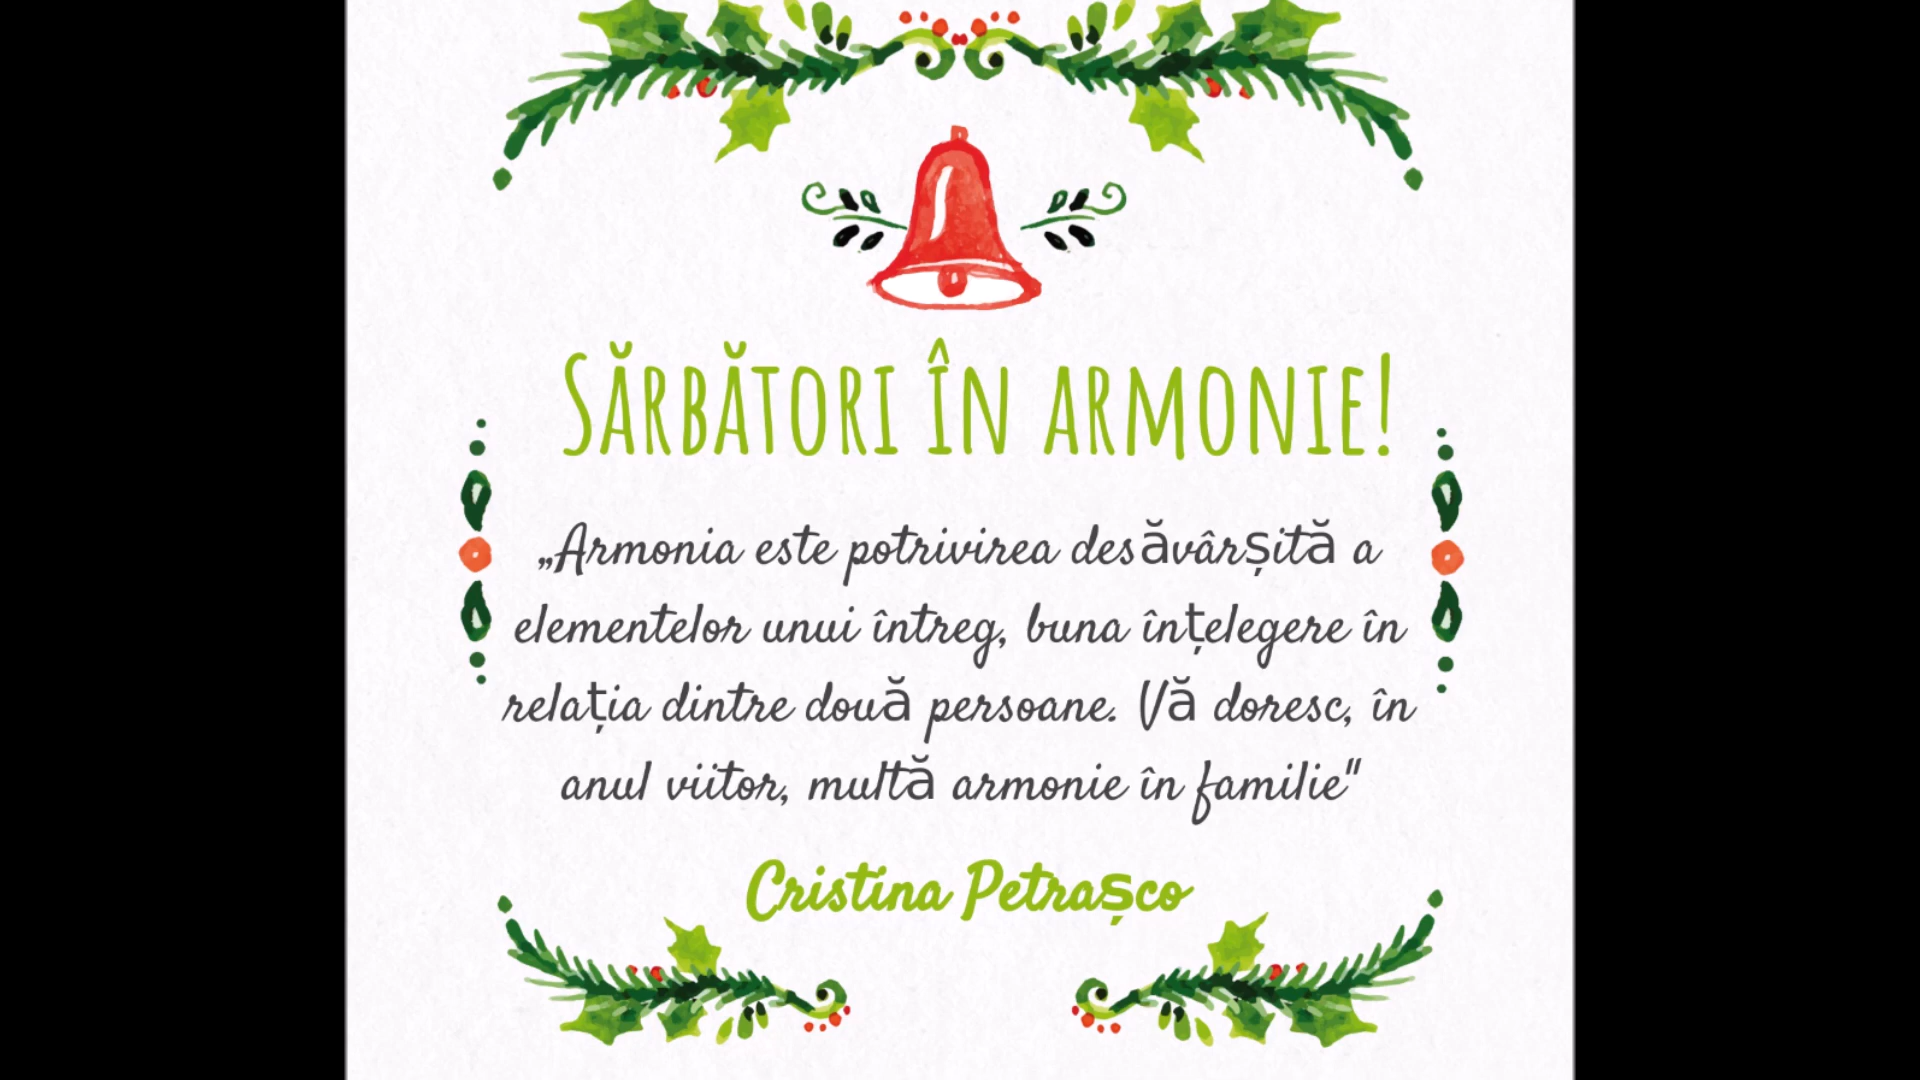 SĂRBĂTORI ÎN ARMONIE!
„Armonia este potrivirea desăvârșită a
elementelor unui întreg, buna înțelegere în
relația dintre două persoane. Vă doresc, în
anul viitor, multă armonie în familie"
Cristina Petrașco